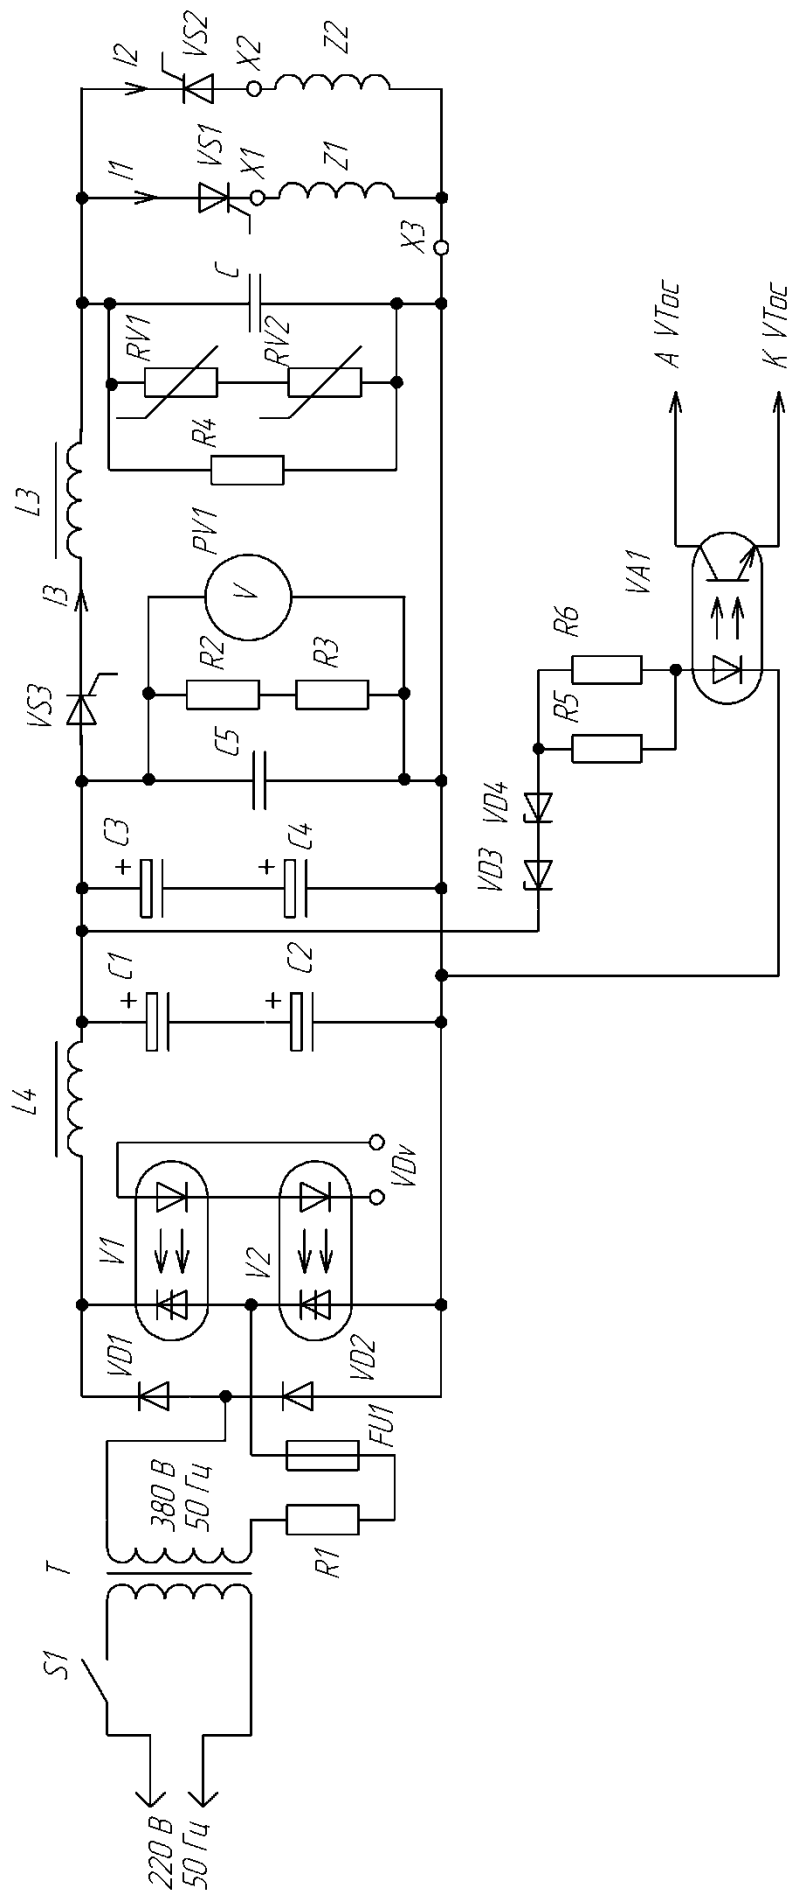 220 В
50 Гц
S1
T
380 В
50 Гц
R1
FU1
VD1
VD2
V1
V2
VDv
L4
C1
C2
C3
C4
C5
R2
R3
PV1
V
VS3
I3
L3
R4
RV1
RV2
C
I1
VS1
X1
Z1
X3
I2
VS2
X2
Z2
VD3
VD4
R5
R6
VA1
A VTос
K VTос